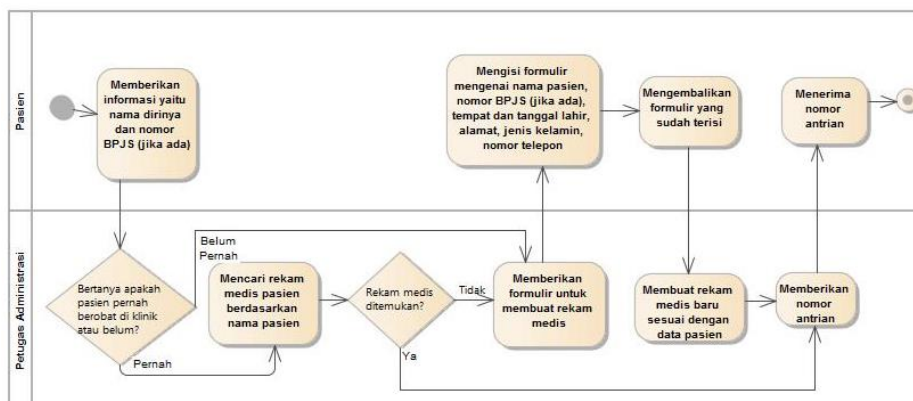 Pasien
Memberikan
informasi yaitu
nama dirinya
dan nomor
BPJS (jika ada)
Mengisi formulir
mengenai nama pasien,
nomor BPJS (jika ada),
tempat dan tanggal lahir,
alamat, jenis kelamin,
nomor telepon
Mengembalikan
formulir yang
sudah terisi
Menerima
nomor
antrian
Petugas Administrasi
Bertanya apakah
pasien pernah
berobat di klinik
atau belum?
Belum
Pernah
Pernah
Mencari rekam
medis pasien
berdasarkan
nama pasien
Rekam medis
ditemukan?
Tidak
Ya
Memberikan
formulir untuk
membuat rekam
medis
Membuat rekam
medis baru
sesuai dengan
data pasien
Memberikan
nomor
antrian